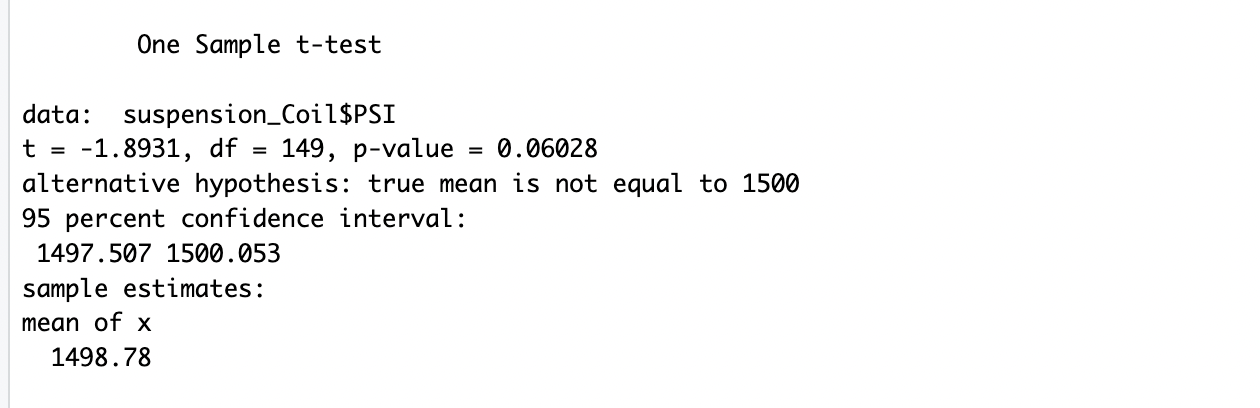 One Sample t-test
data:  suspension_Coil$PSI
t = -1.8931, df = 149, p-value = 0.06028
alternative hypothesis: true mean is not equal to 1500
95 percent confidence interval:
1497.507 1500.053
sample estimates:
mean of x
1498.78